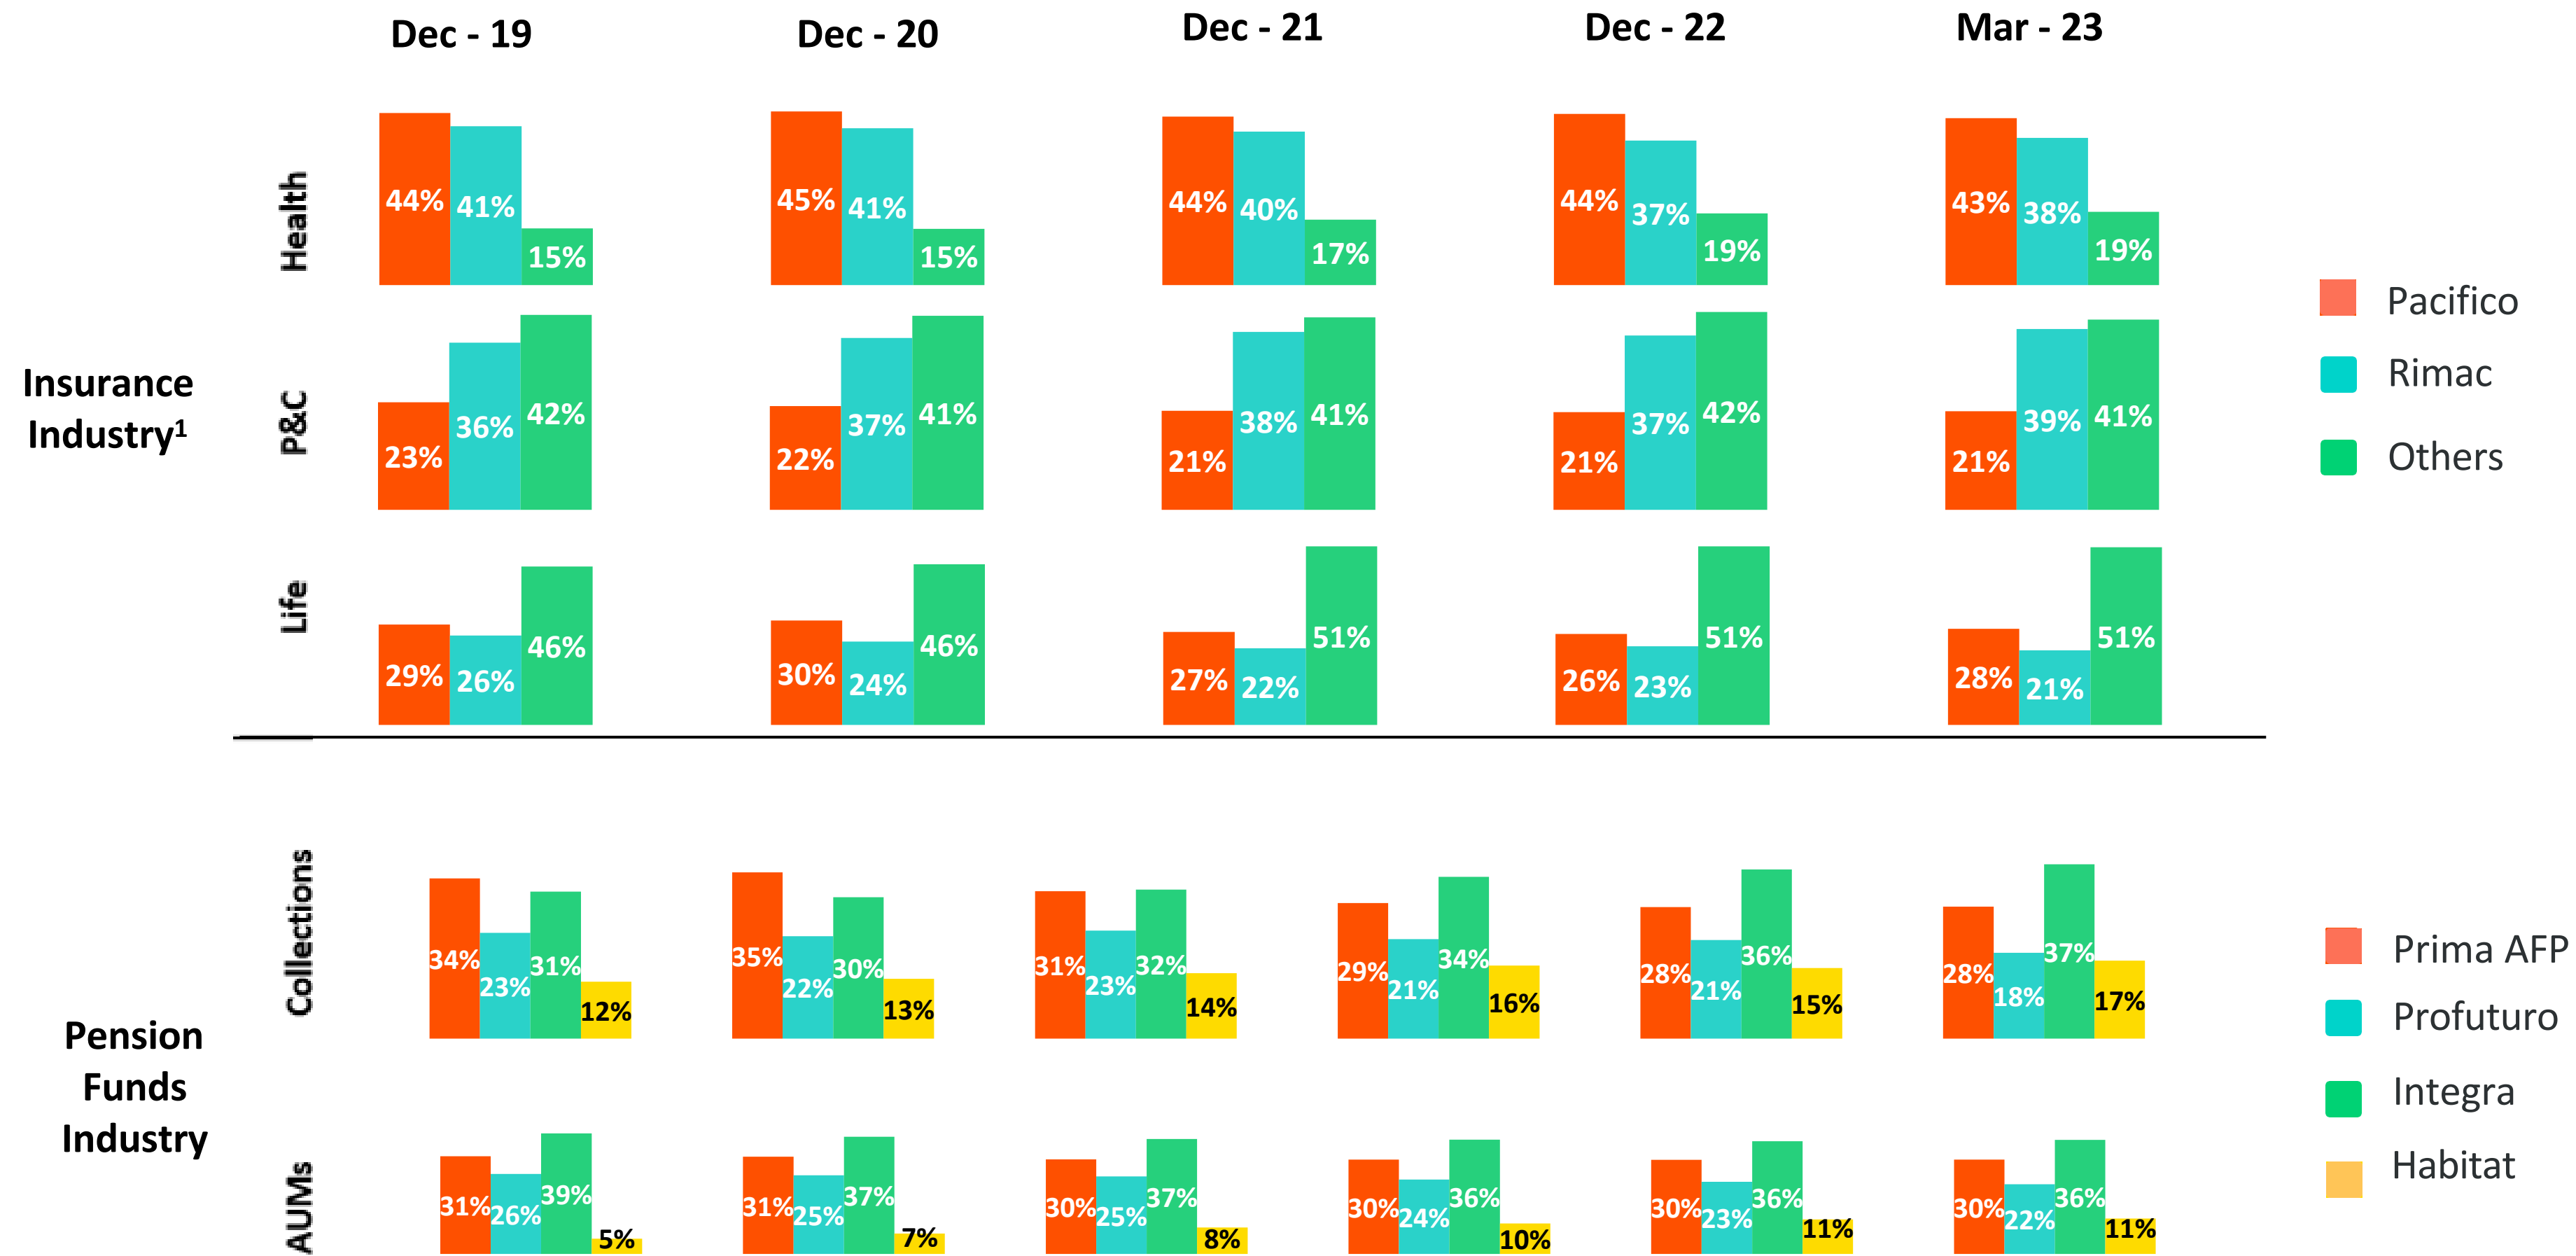 Dec - 19
Dec - 20
Dec - 21
Dec - 22
Mar - 23
Insurance
Industry¹
Health
44% 41% 15%
45% 41% 15%
44% 40% 17%
44% 37% 19%
43% 38% 19%
P&C
23% 36% 42%
22% 37% 41%
21% 38% 41%
21% 37% 42%
21% 39% 41%
Life
29% 26% 46%
30% 24% 46%
27% 22% 51%
26% 23% 51%
28% 21% 51%
Pacifico
Rimac
Others
Pension
Funds
Industry
Collections
34% 23% 31% 12%
35% 22% 30% 13%
31% 23% 32% 14%
29% 21% 34% 16%
28% 21% 36% 15%
28% 18% 37% 17%
AUMs
31% 26% 39% 5%
31% 25% 37% 7%
30% 25% 37% 8%
30% 24% 36% 10%
30% 23% 36% 11%
30% 22% 36% 11%
Prima AFP
Profuturo
Integra
Habitat